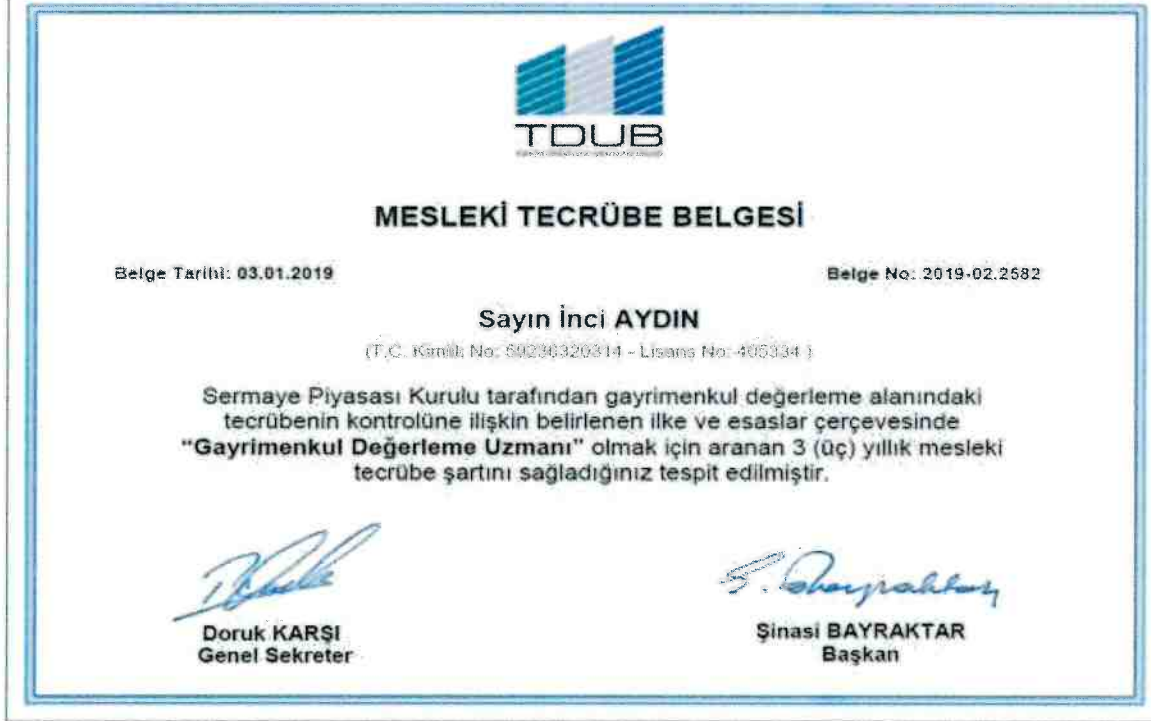 TDUB
MESLEKİ TECRÜBE BELGESİ
Belge Tarihi: 03.01.2019
Belge No: 2019-02.2582
Sayın İnci AYDIN
(T.C. Kimlik No: - Lisans No: 405334 )
Sermaye Piyasası Kurulu tarafından gayrimenkul değerleme alanındaki
tecrübenin kontrolüne ilişkin belirlenen ilke ve esaslar çerçevesinde
“Gayrimenkul Değerleme Uzmanı” olmak için aranan 3 (üç) yıllık mesleki
tecrübe şartını sağladığınız tespit edilmiştir.
Doruk KARŞI
Genel Sekreter
Şinasi BAYRAKTAR
Başkan